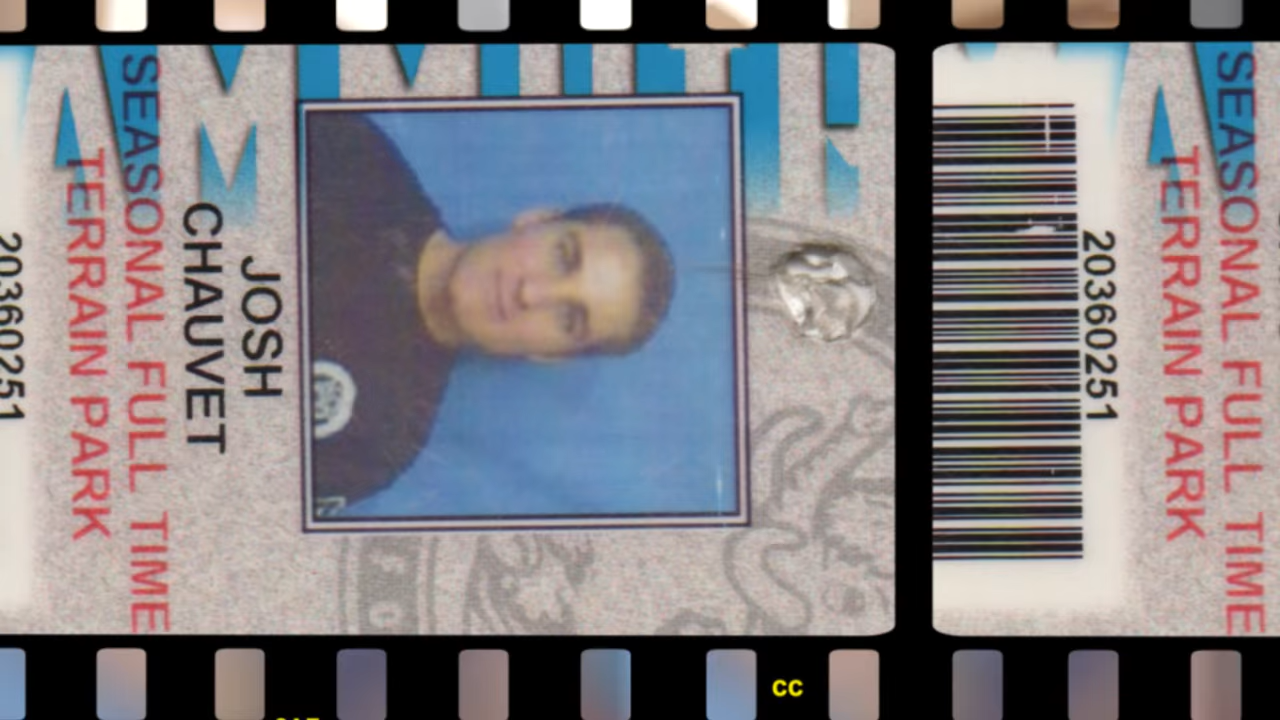 JOSH
CHAUVET
SEASONAL FULL TIME
TERRAIN PARK
20360251
20360251
SEASONAL FULL TIME
TERRAIN PARK
cc